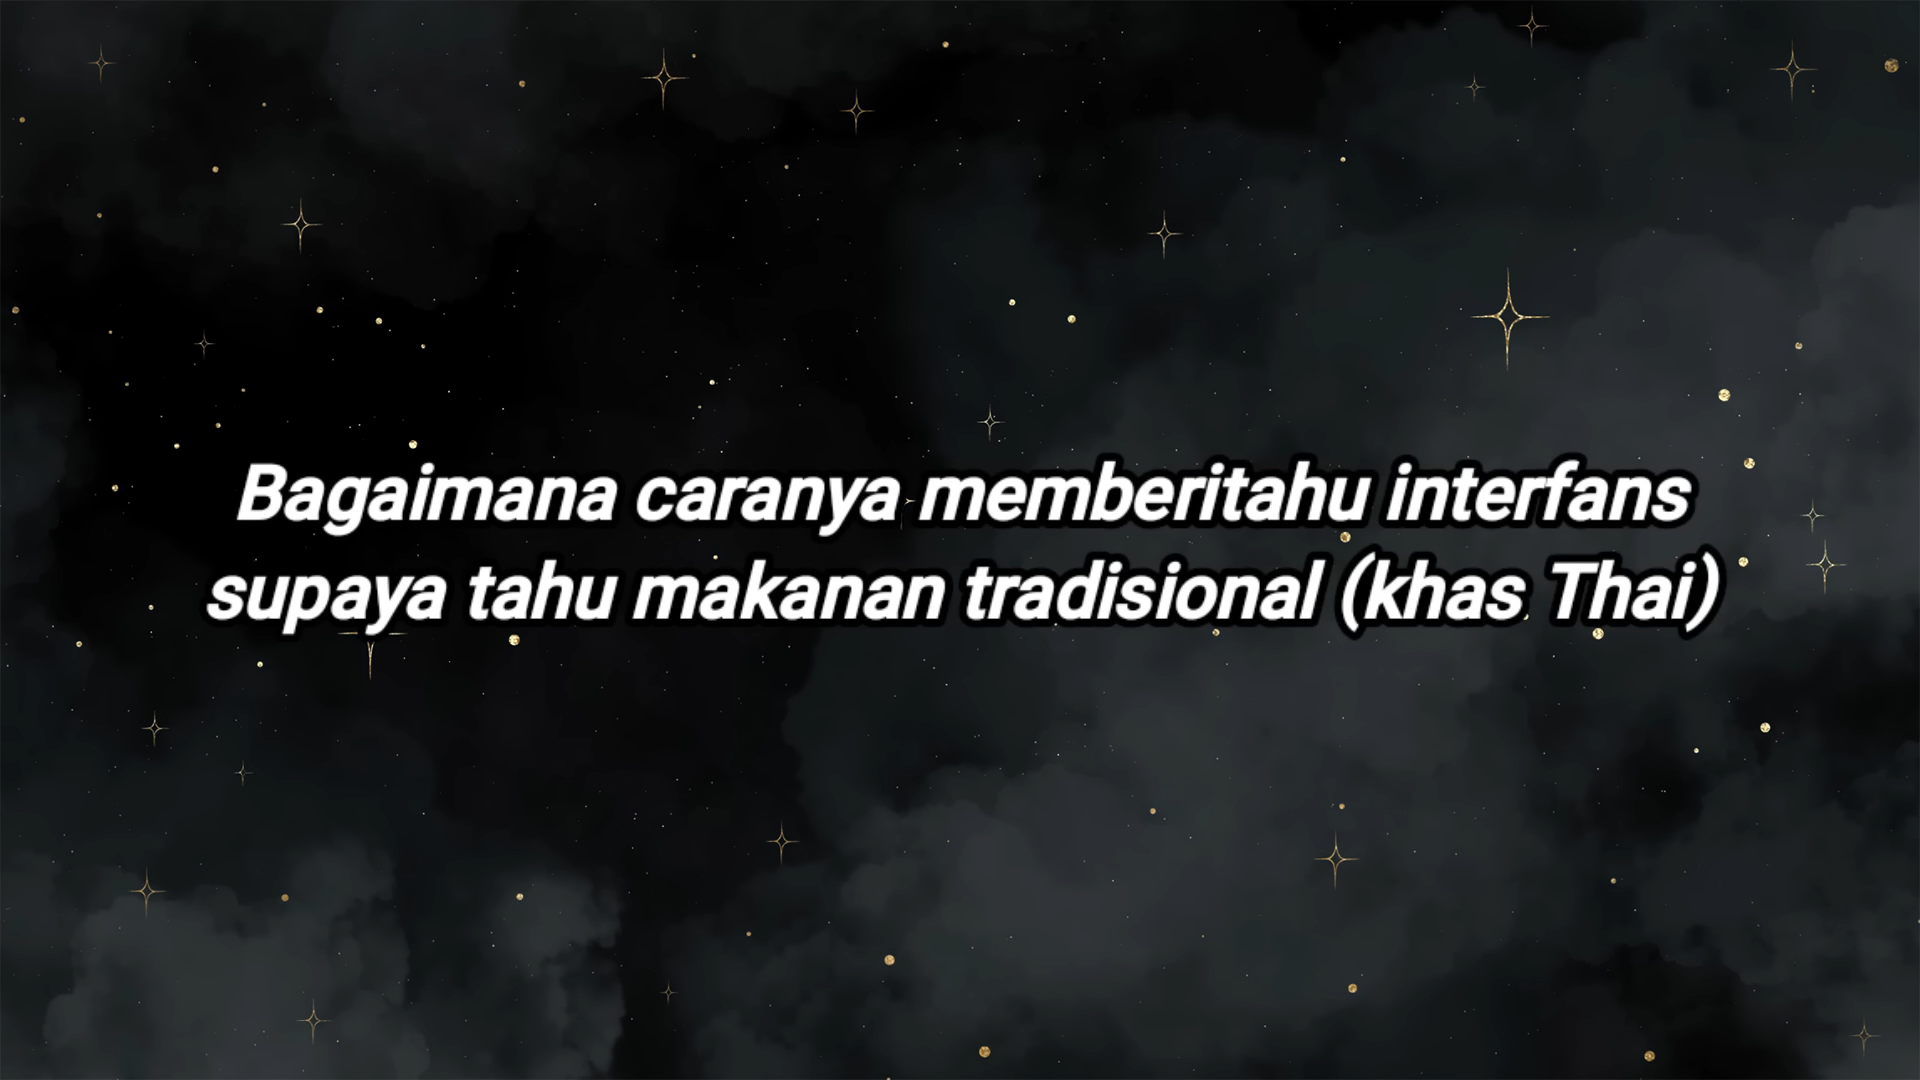 Bagaimana caranya memberitahu interfans
supaya tahu makanan tradisional (khas Thai)